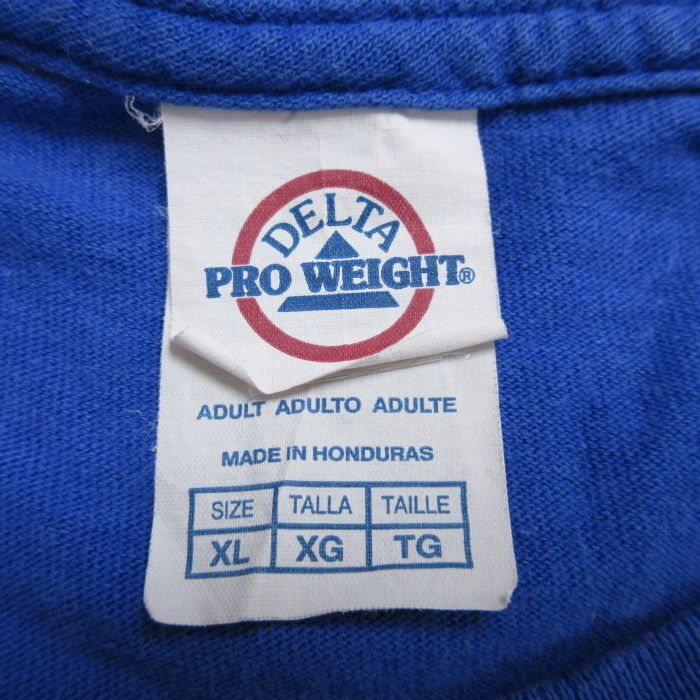 DELTA
PRO WEIGHT®
ADULT ADULTO ADULTE
MADE IN HONDURAS
SIZE TALLA TAILLE
XL XG TG